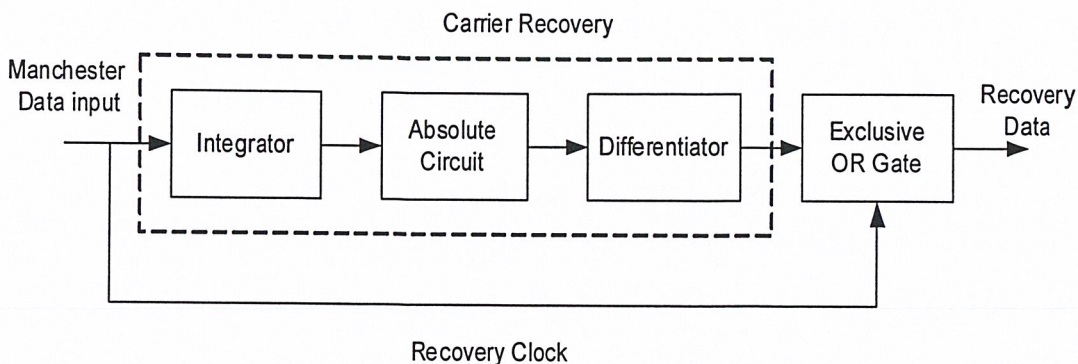 Carrier Recovery
Manchester
Data input
Integrator
Absolute
Circuit
Differentiator
Exclusive
OR Gate
Recovery
Data
Recovery Clock